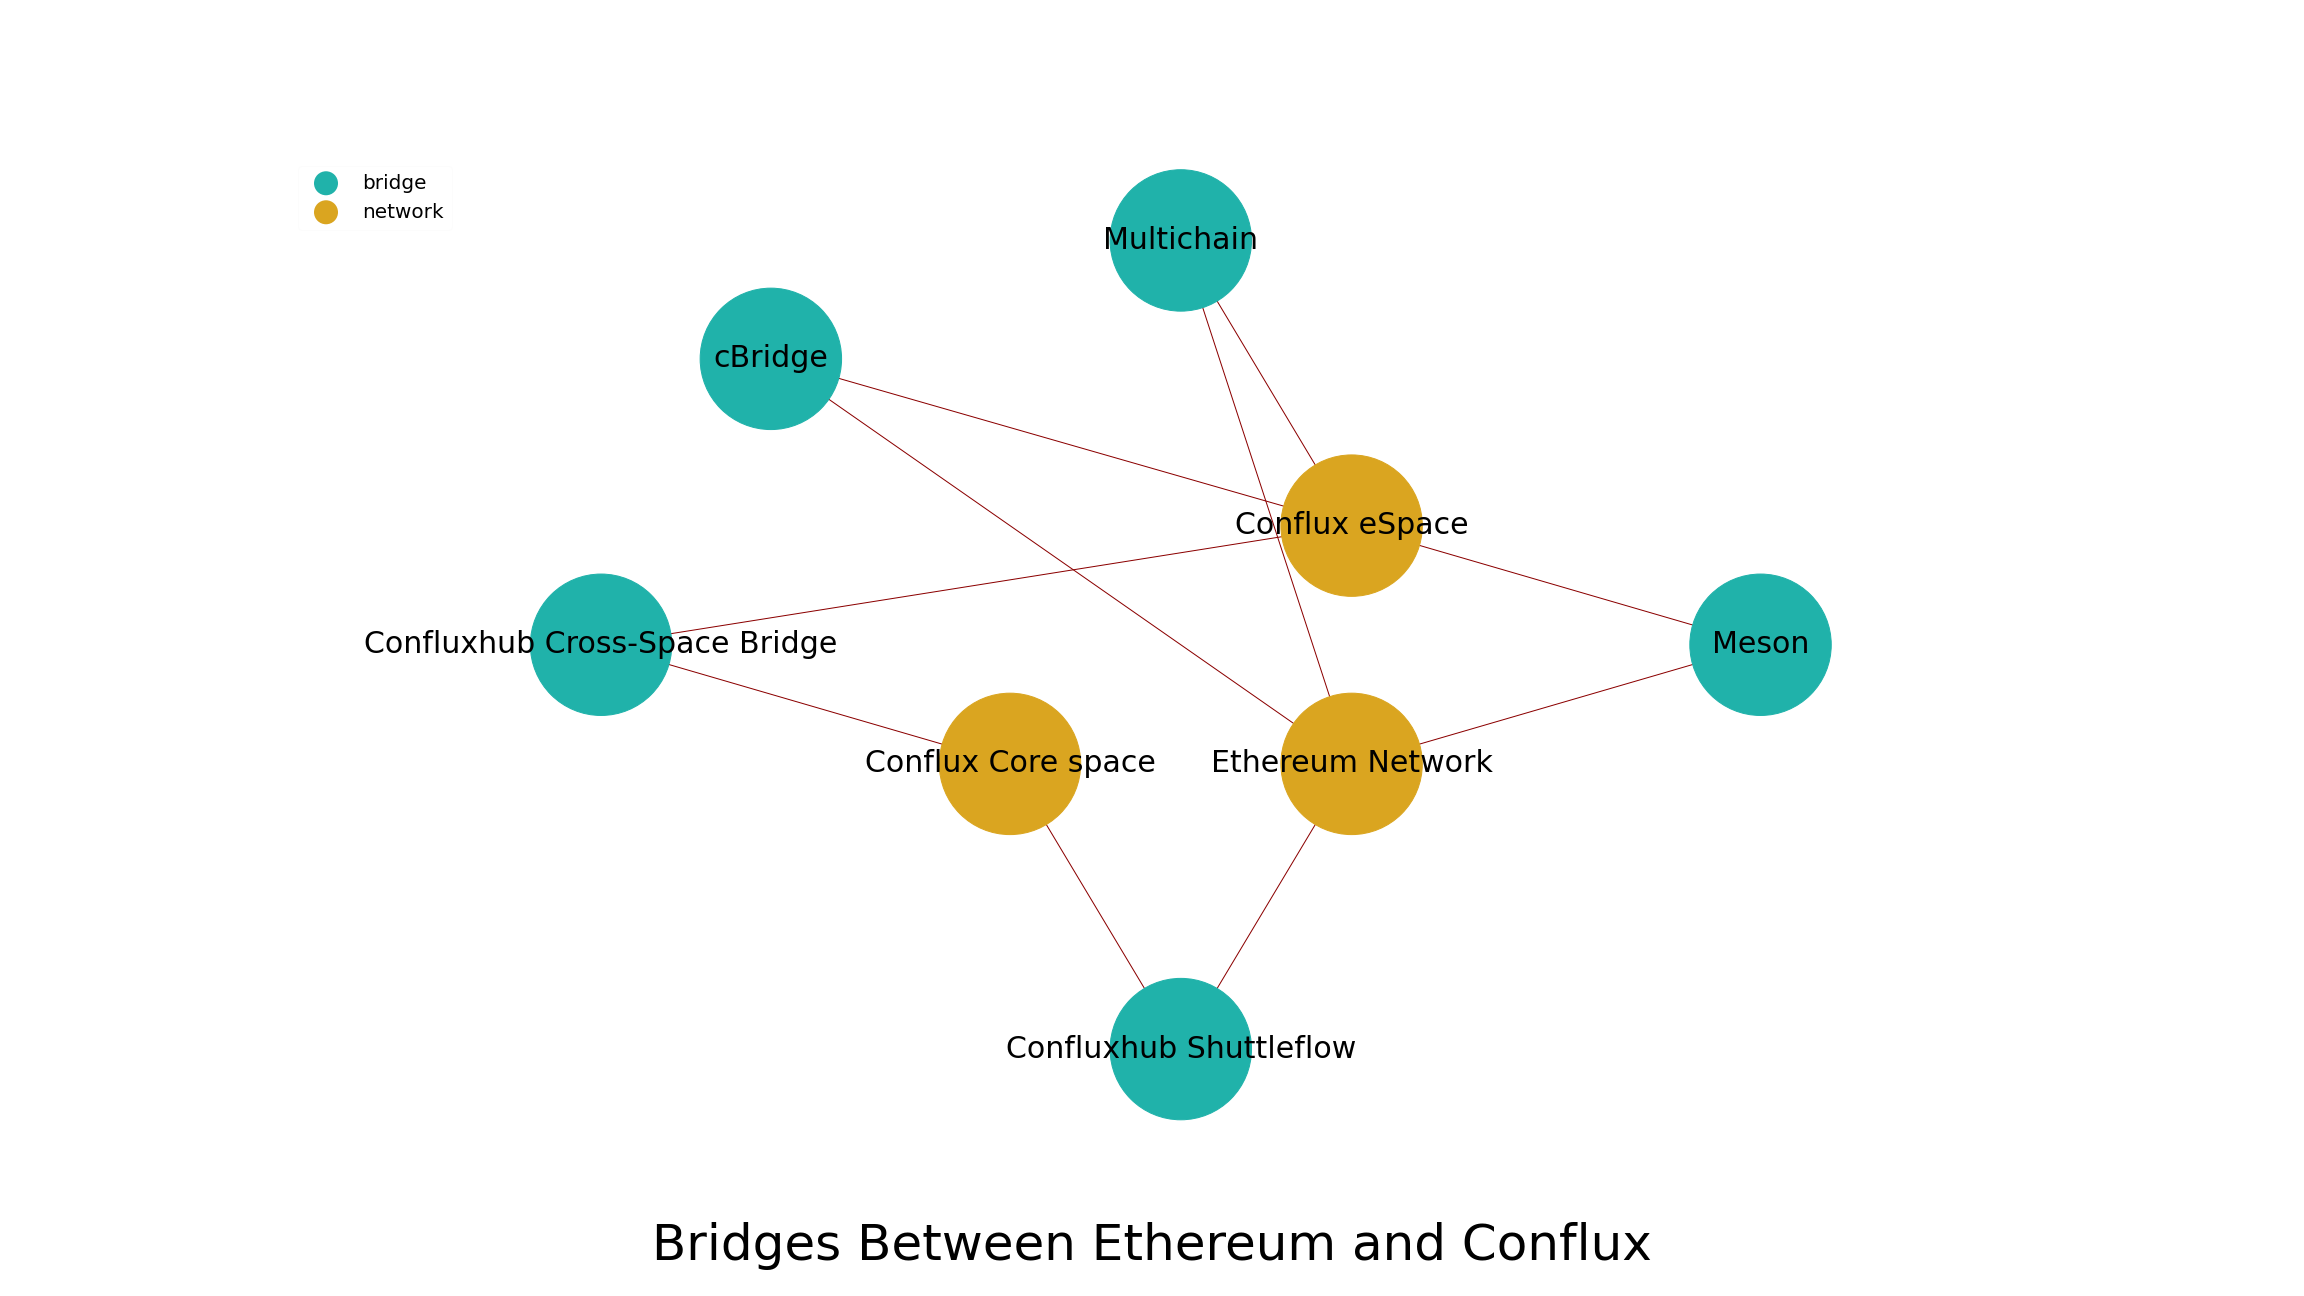 bridge
network
Multichain
cBridge
Conflux eSpace
Confluxhub Cross-Space Bridge
Meson
Conflux Core space
Ethereum Network
Confluxhub Shuttleflow
Bridges Between Ethereum and Conflux